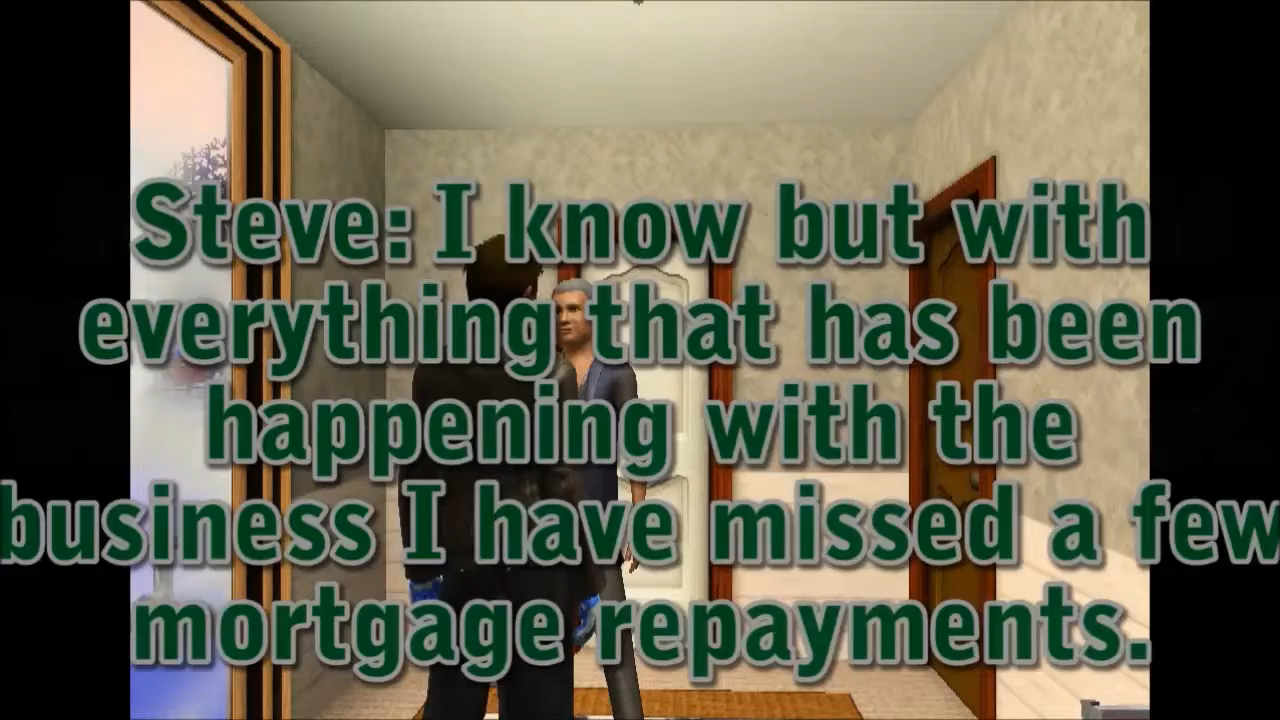 Steve: I know but with
everything that has been
happening with the
business I have missed a few
mortgage repayments.